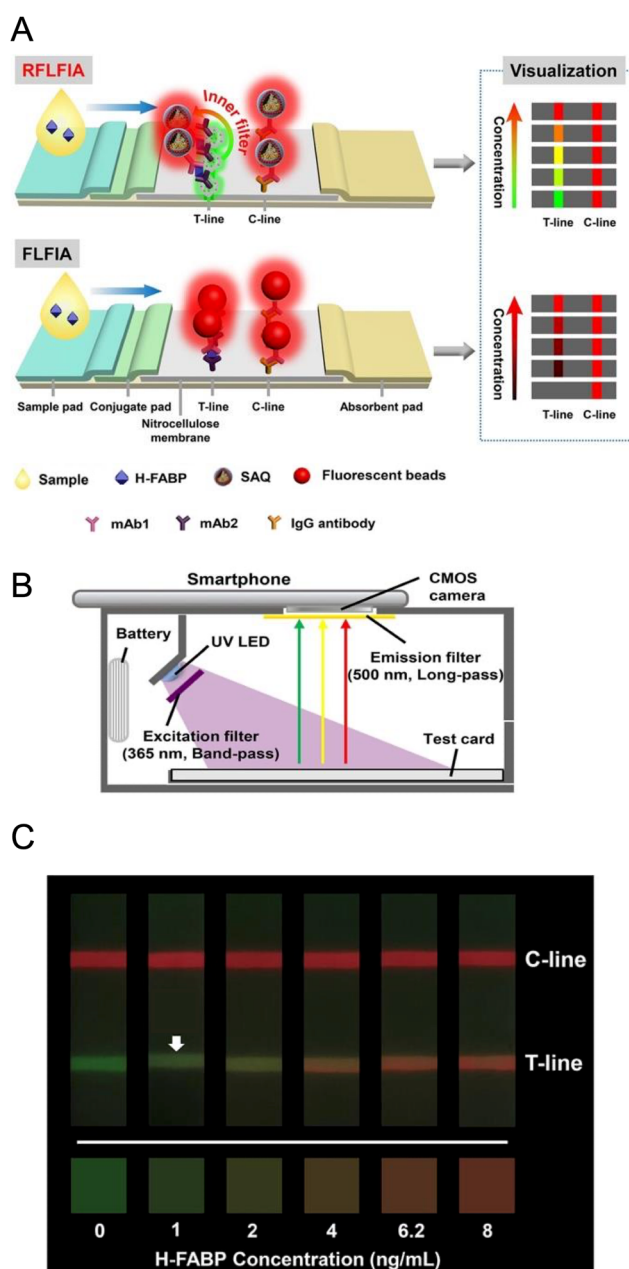 A
RFLFIA
Inner filter
T-line C-line
Visualization
Concentration
T-line C-line
FLFIA
Sample pad Conjugate pad T-line C-line Absorbent pad
Nitrocellulose
membrane
Concentration
T-line C-line
Sample H-FABP SAQ Fluorescent beads
mAb1 mAb2 IgG antibody
B
Smartphone
CMOS
camera
Battery
UV LED
Emission filter
(500 nm, Long-pass)
Excitation filter
(365 nm, Band-pass)
Test card
C
C-line
T-line
0 1 2 4 6.2 8
H-FABP Concentration (ng/mL)